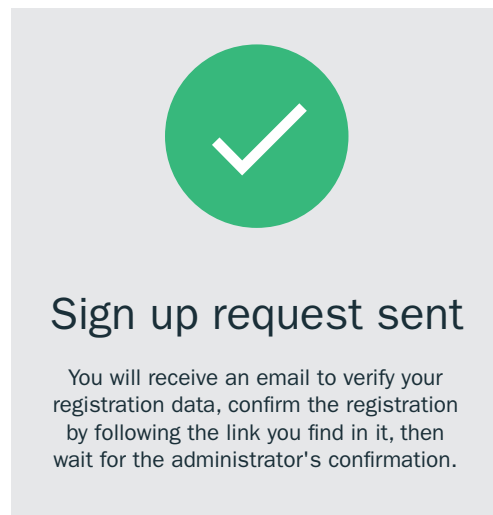 Sign up request sent
You will receive an email to verify your
registration data, confirm the registration
by following the link you find in it, then
wait for the administrator's confirmation.